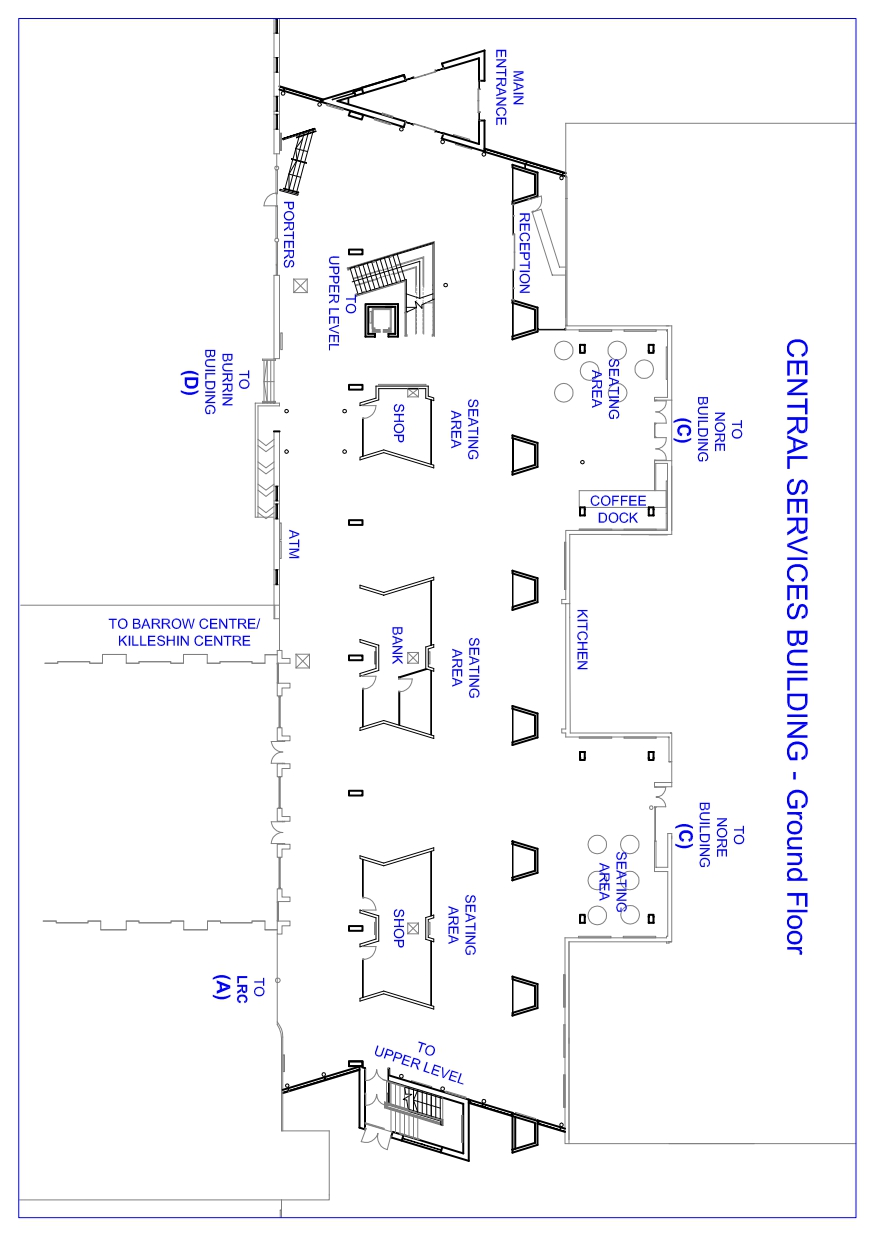 CENTRAL SERVICES BUILDING - Ground Floor
MAIN
ENTRANCE
PORTERS
RECEPTION
TO
UPPER LEVEL
TO
BURRIN
BUILDING
(D)
SHOP
SEATING
AREA
SEATING
AREA
TO
NORE
BUILDING
(C)
COFFEE
DOCK
ATM
TO BARROW CENTRE/
KILLESHIN CENTRE
BANK
SEATING
AREA
KITCHEN
TO
NORE
BUILDING
(C)
SEATING
AREA
SHOP
SEATING
AREA
TO
LRC
(A)
TO
UPPER LEVEL